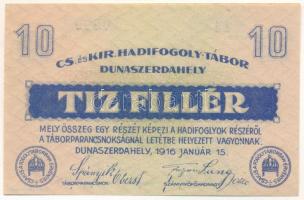 10 10
CS. és KIR. HADIFOGOLY-TÁBOR
DUNASZERDAHELY
TIZ FILLÉR
MELY ÖSSZEG EGY RÉSZÉT KÉPEZI A HADIFOGLYOK RÉSZÉRŐL
A TÁBORPARANCSNOKSÁGNÁL LETÉTBE HELYEZETT VAGYONNAK.
DUNASZERDAHELY, 1916 JANUÁR 15.
Oberst
TÁBORPARANCSNOK